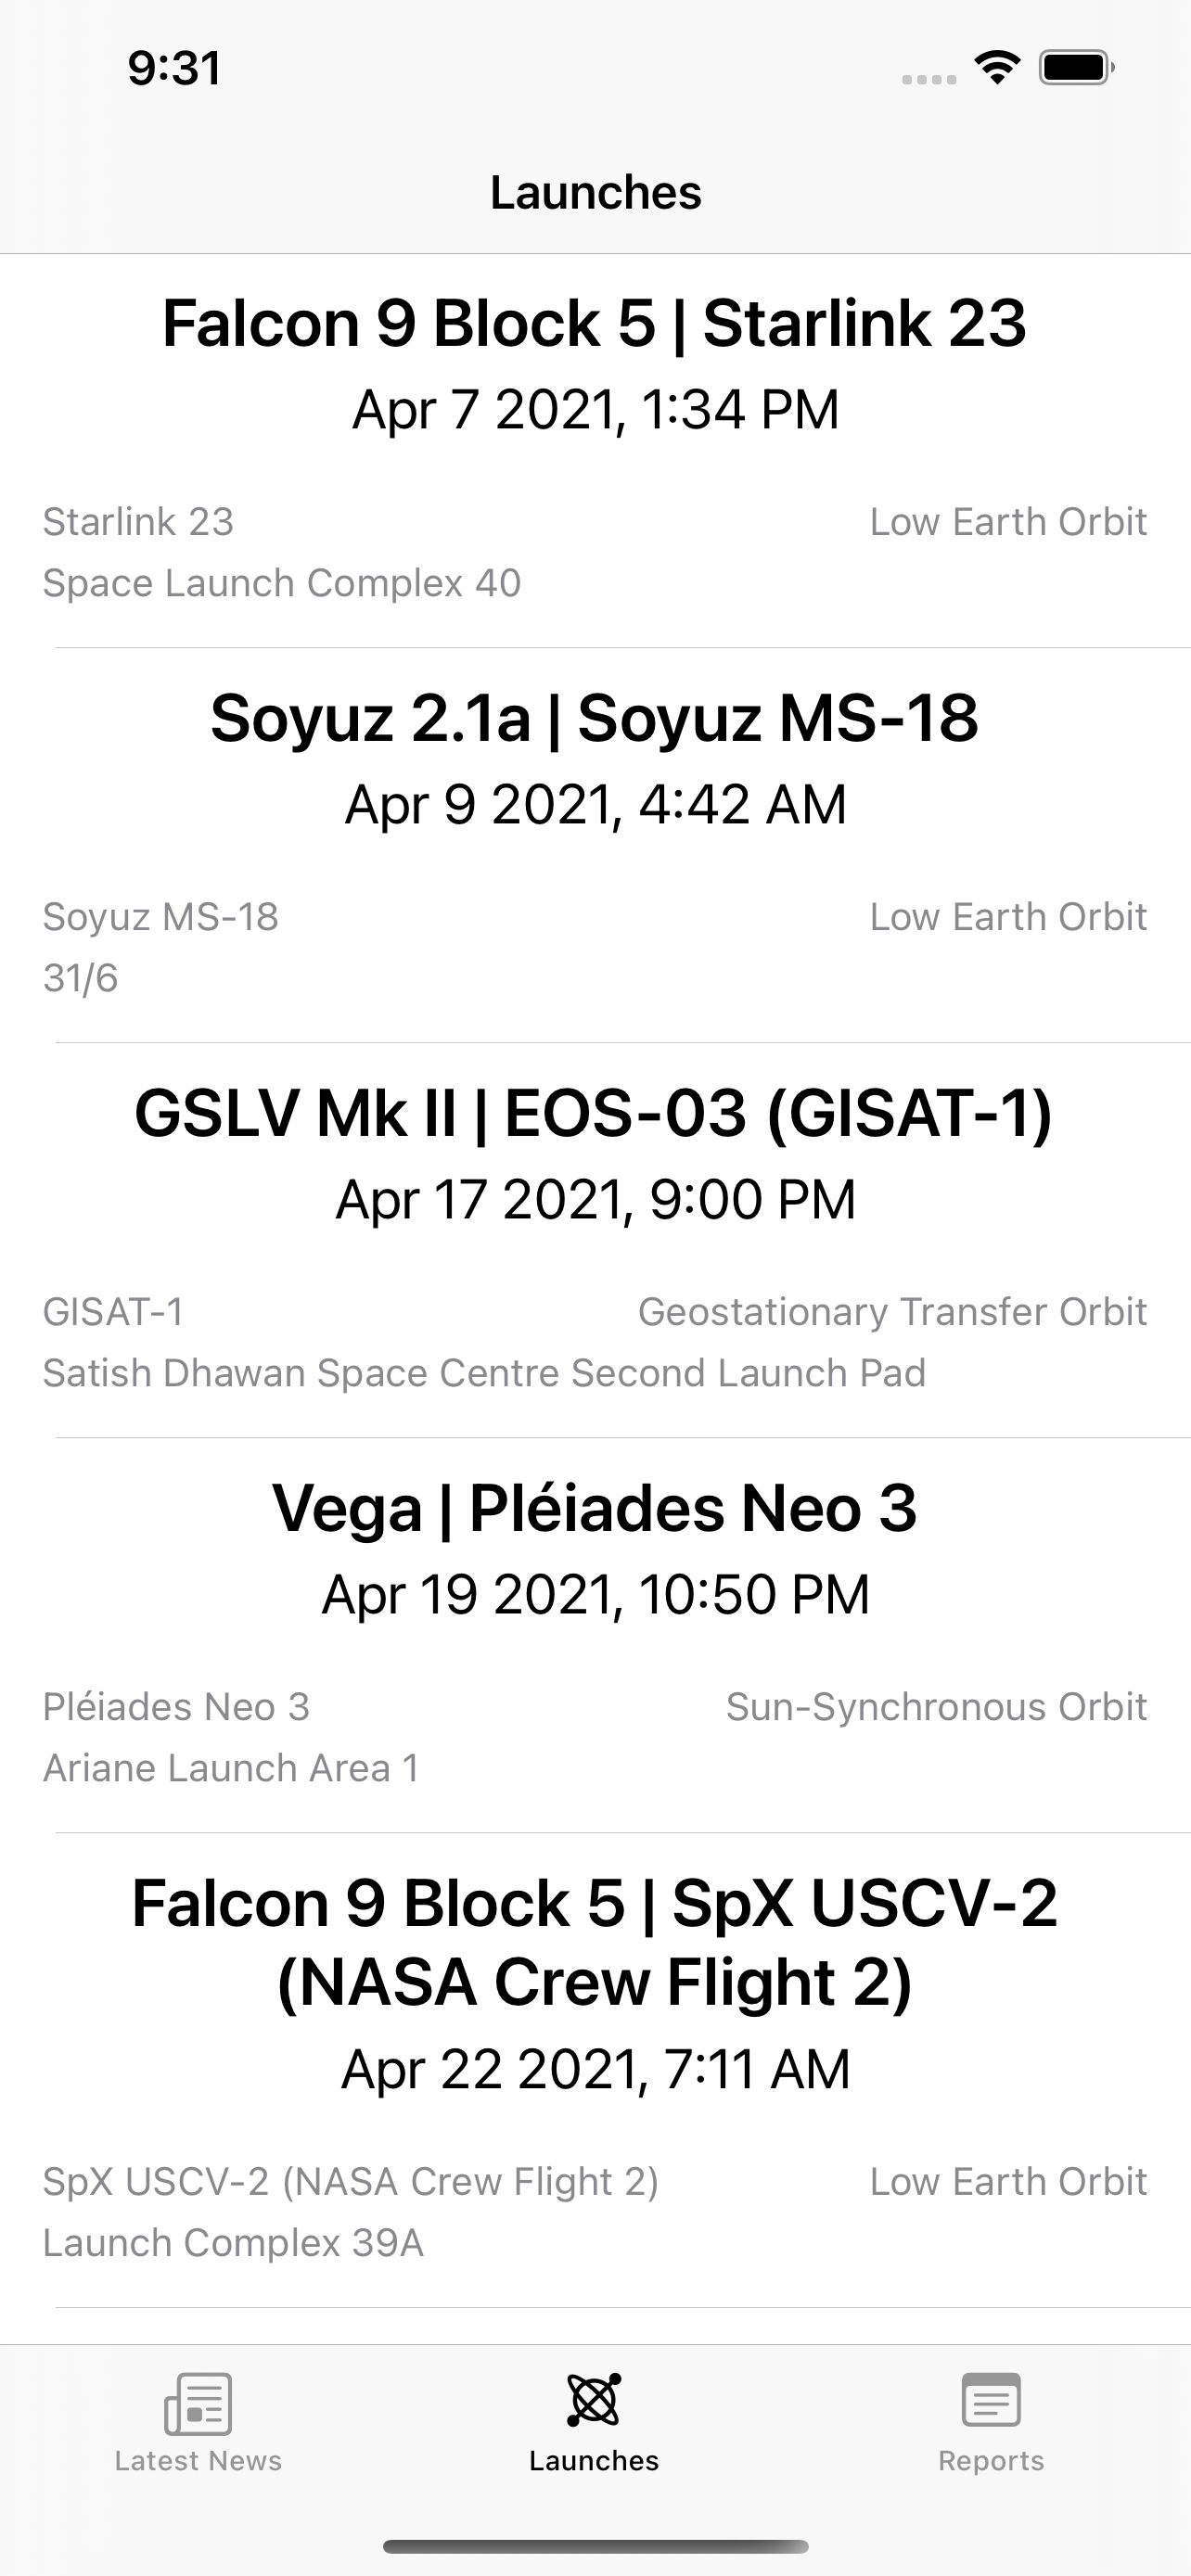 9:31
Launches
Falcon 9 Block 5 | Starlink 23
Apr 7 2021, 1:34 PM
Starlink 23 Low Earth Orbit
Space Launch Complex 40
Soyuz 2.1a | Soyuz MS-18
Apr 9 2021, 4:42 AM
Soyuz MS-18 Low Earth Orbit
31/6
GSLV Mk II | EOS-03 (GISAT-1)
Apr 17 2021, 9:00 PM
GISAT-1 Geostationary Transfer Orbit
Satish Dhawan Space Centre Second Launch Pad
Vega | Pléiades Neo 3
Apr 19 2021, 10:50 PM
Pléiades Neo 3 Sun-Synchronous Orbit
Ariane Launch Area 1
Falcon 9 Block 5 | SpX USCV-2
(NASA Crew Flight 2)
Apr 22 2021, 7:11 AM
SpX USCV-2 (NASA Crew Flight 2) Low Earth Orbit
Launch Complex 39A
Latest News Launches Reports